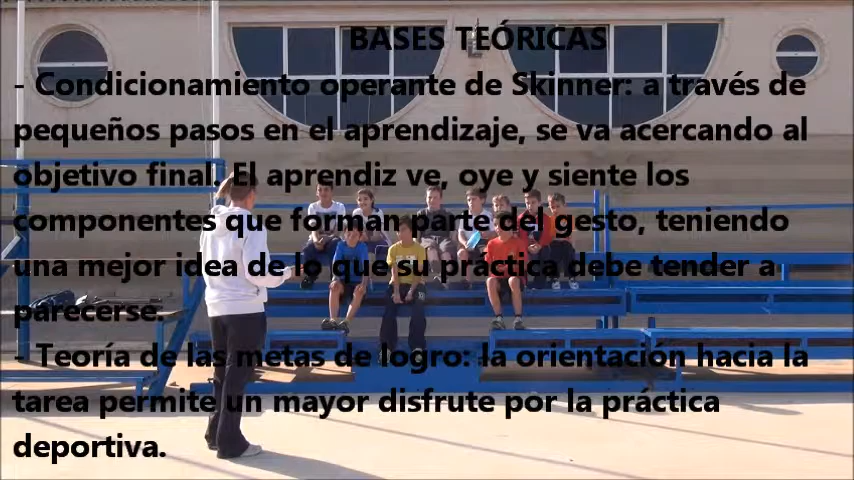 BASES TEÓRICAS
- Condicionamiento operante de Skinner: a través de
pequeños pasos en el aprendizaje, se va acercando al
objetivo final. El aprendiz ve, oye y siente los
componentes que forman parte del gesto, teniendo
una mejor idea de lo que su práctica debe tender a
parecerse.
- Teoría de las metas de logro: la orientación hacia la
tarea permite un mayor disfrute por la práctica
deportiva.